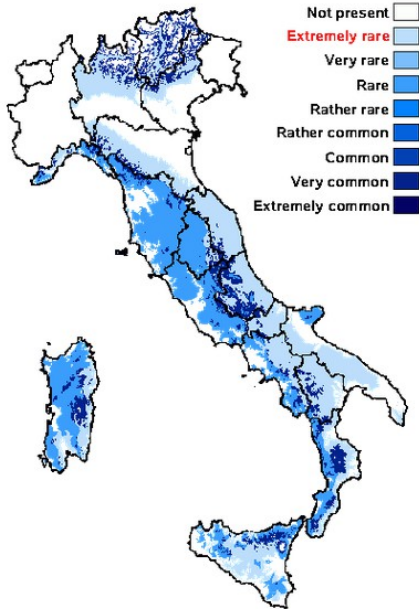 Not present
Extremely rare
Very rare
Rare
Rather rare
Rather common
Common
Very common
Extremely common